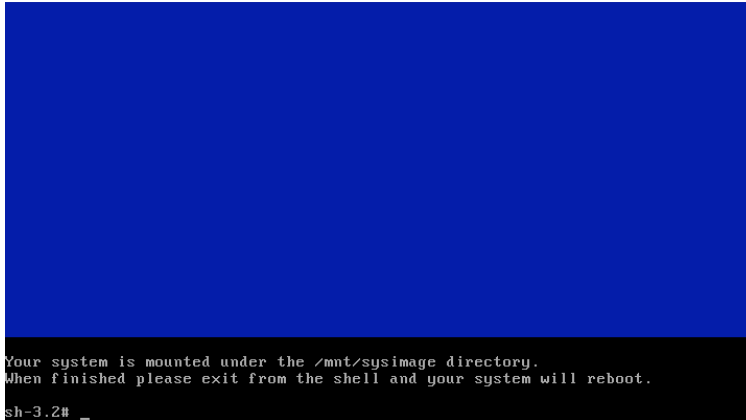 Your system is mounted under the /mnt/sysimage directory.
When finished please exit from the shell and your system will reboot.
sh-3.2# _